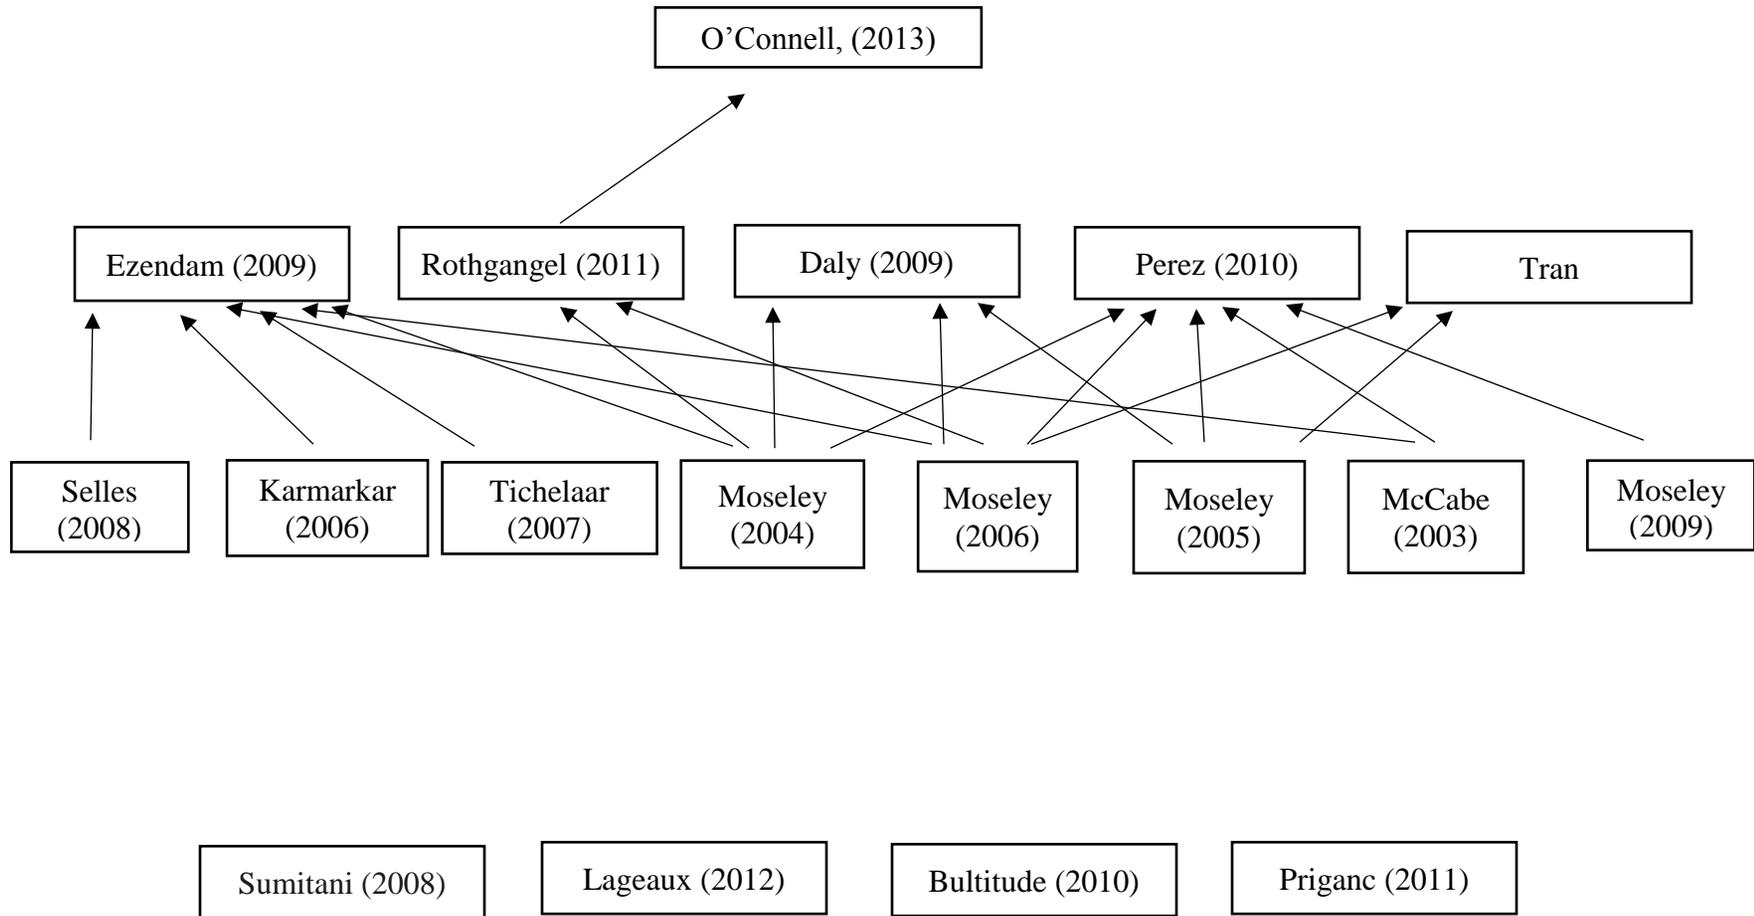 O’Connell, (2013)
Ezendam (2009)
Rothgangel (2011)
Daly (2009)
Perez (2010)
Tran
Selles
(2008)
Karmarkar
(2006)
Tichelaar
(2007)
Moseley
(2004)
Moseley
(2006)
Moseley
(2005)
McCabe
(2003)
Moseley
(2009)
Sumitani (2008)
Lageaux (2012)
Bultitude (2010)
Priganc (2011)